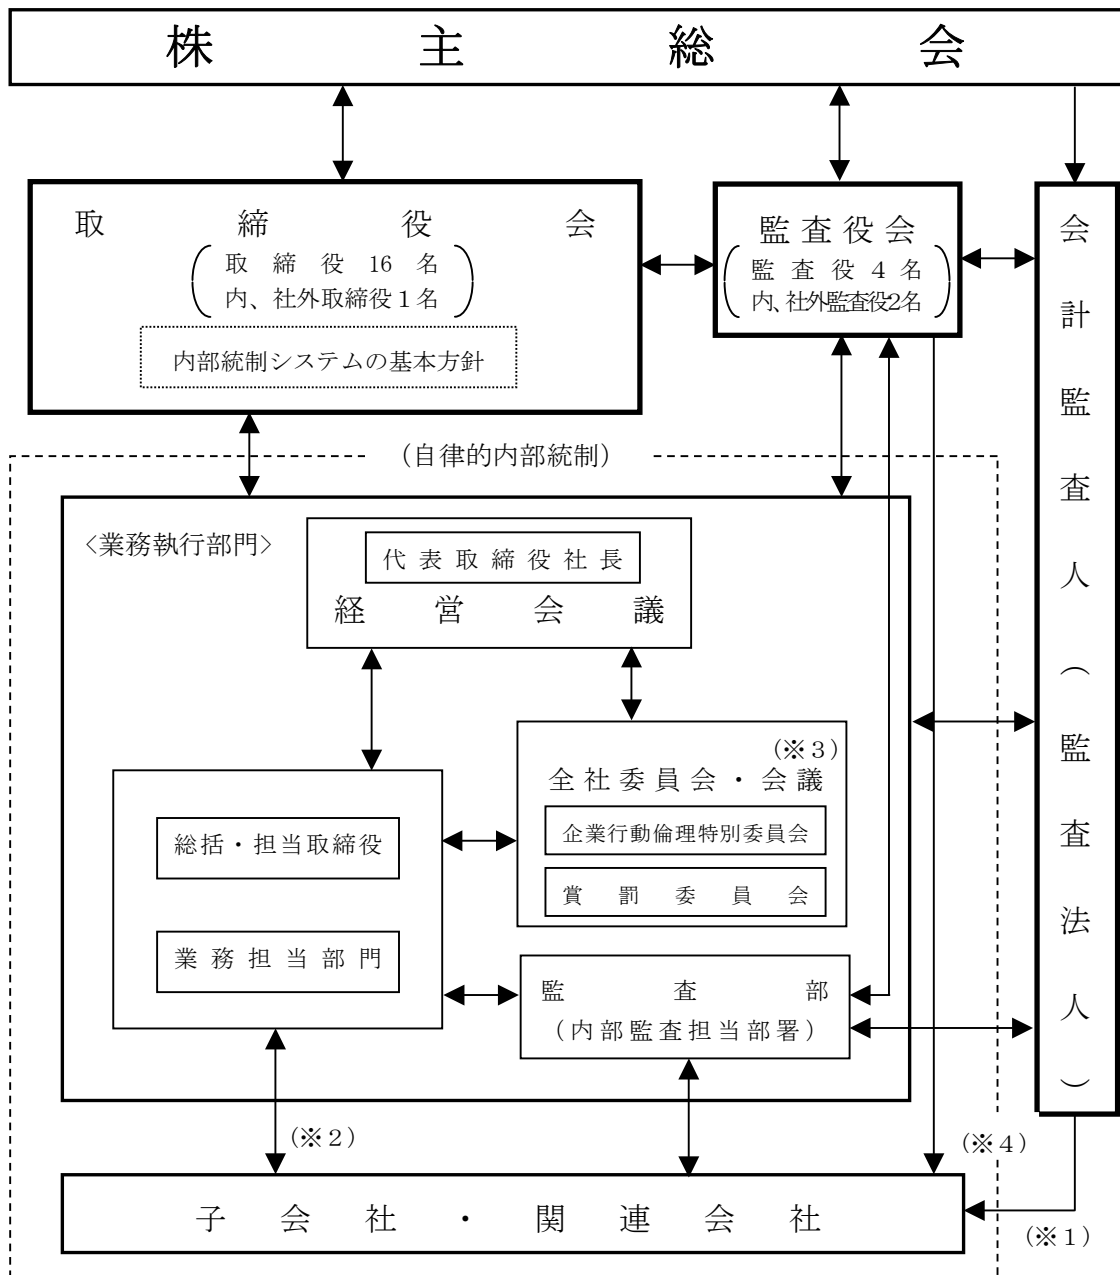 株主総会
取締役会
取締役16名
内、社外取締役1名
内部統制システムの基本方針
監査役会
監査役4名
内、社外監査役2名
会計監査人（監査法人）
（自律的内部統制）
<業務執行部門>
代表取締役社長
経営会議
（※３）
全社委員会・会議
企業行動倫理特別委員会
賞罰委員会
総括・担当取締役
業務担当部門
監査部
（内部監査担当部署）
（※２）
（※４）
子会社・関連会社
（※１）